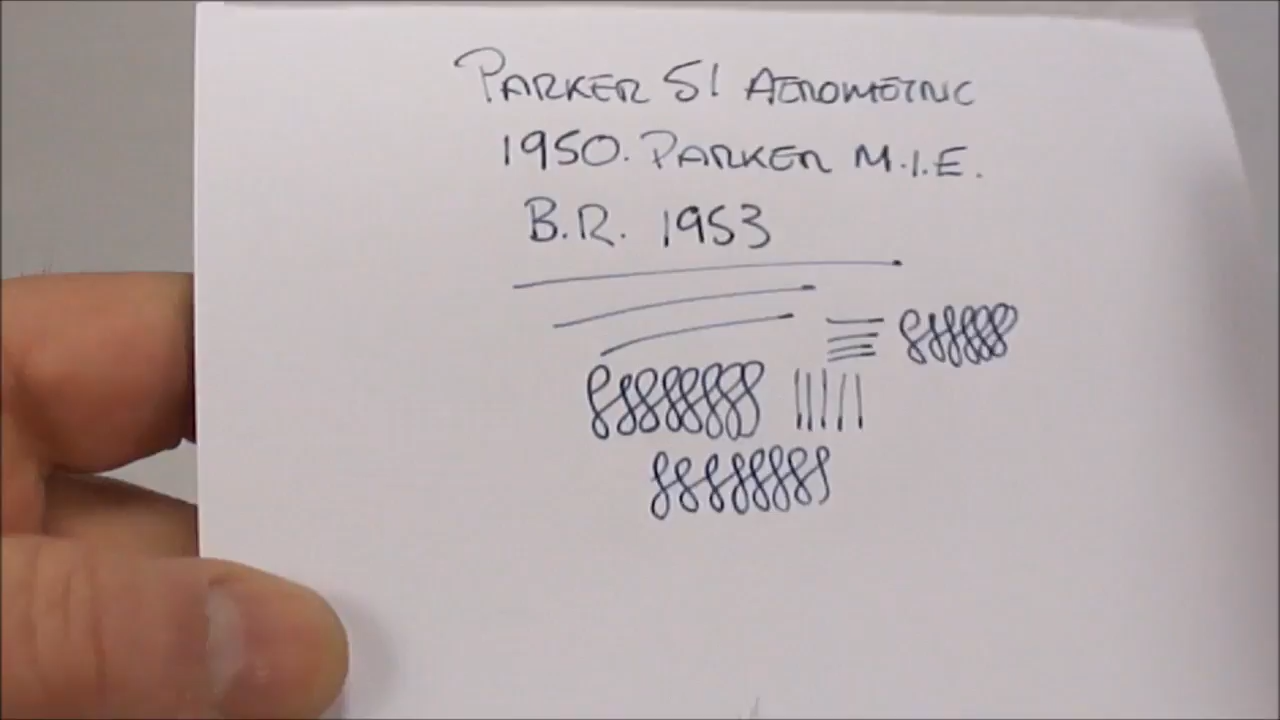 PARKER 51 AEROMETRIC
1950. PARKER M.I.E.
B.R. 1953